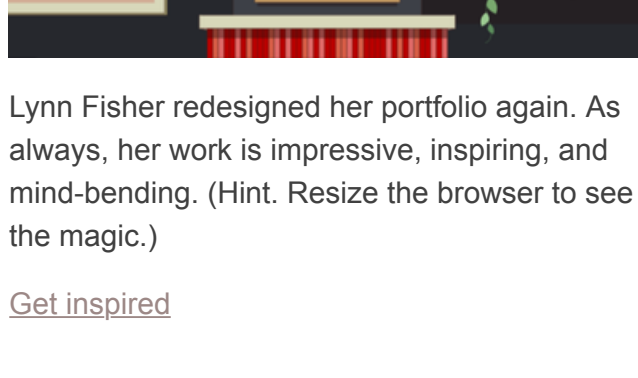 Lynn Fisher redesigned her portfolio again. As
always, her work is impressive, inspiring, and
mind-bending. (Hint. Resize the browser to see
the magic.)
Get inspired